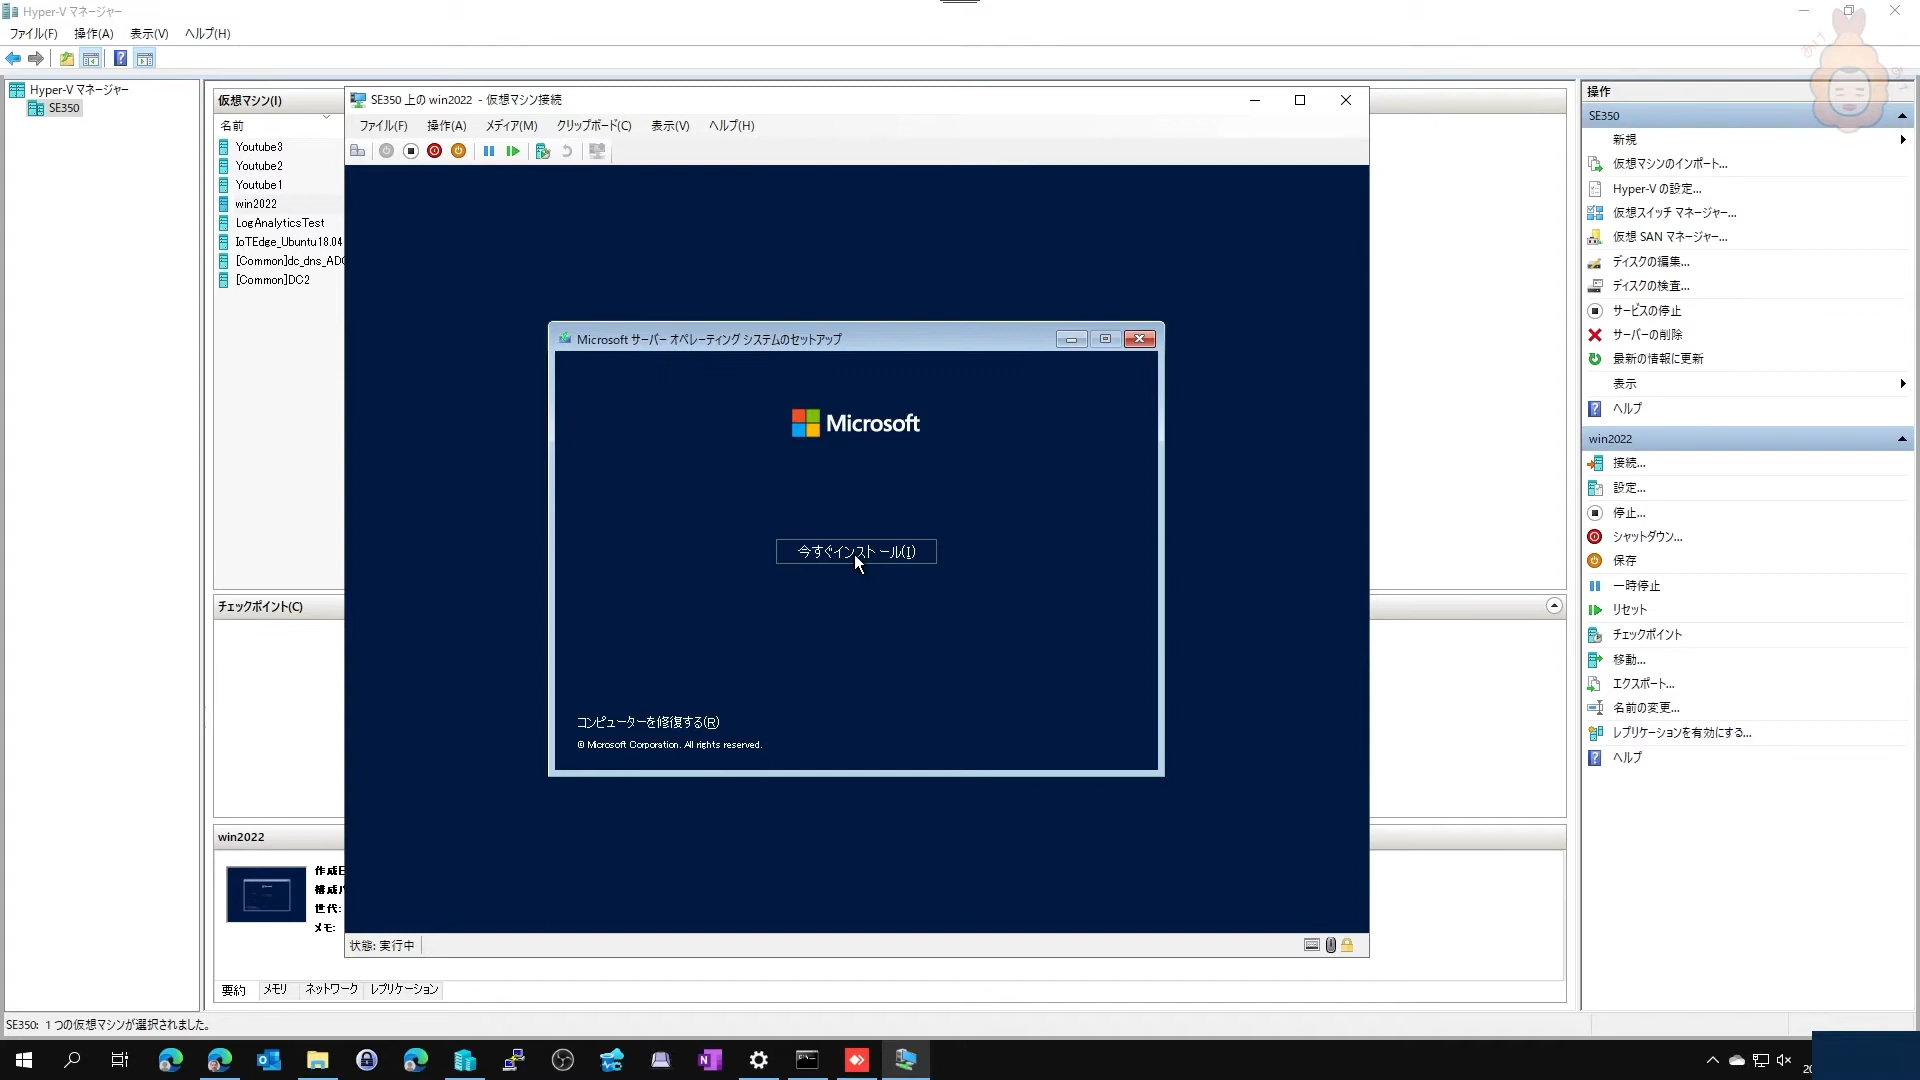 Hyper-V マネージャー
ファイル(F) 操作(A) 表示(V) ヘルプ(H)
Hyper-V マネージャー
SE350
仮想マシン(I)
名前
Youtube3
Youtube2
Youtube1
win2022
LogAnalyticsTest
IoTEdge_Ubuntu18.04
[Common]dc_dns_ADC
[Common]DC2
チェックポイント(C)
win2022
作成日
構成バ
世代:
メモ:
要約 メモリ ネットワーク レプリケーション
SE350: 1 つの仮想マシンが選択されました。
SE350 上の win2022 - 仮想マシン接続
ファイル(F) 操作(A) メディア(M) クリップボード(C) 表示(V) ヘルプ(H)
Microsoft サーバー オペレーティング システムのセットアップ
Microsoft
今すぐインストール(I)
コンピューターを修復する(R)
© Microsoft Corporation. All rights reserved.
状態: 実行中
操作
SE350
新規
仮想マシンのインポート...
Hyper-V の設定...
仮想スイッチ マネージャー...
仮想 SAN マネージャー...
ディスクの編集...
ディスクの検査...
サービスの停止
サーバーの削除
最新の情報に更新
表示
ヘルプ
win2022
接続...
設定...
停止...
シャットダウン...
保存
一時停止
リセット
チェックポイント
移動...
エクスポート...
名前の変更...
レプリケーションを有効にする...
ヘルプ